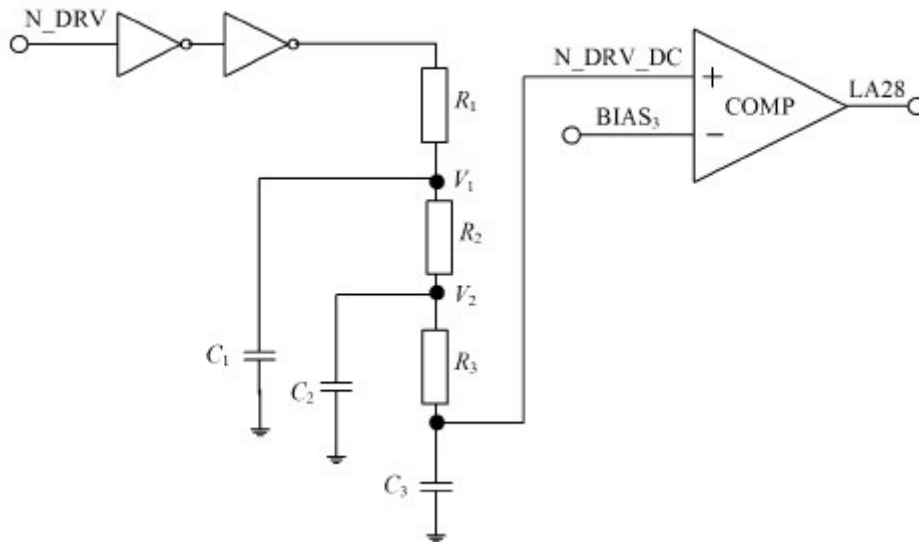 N_DRV
R1
N_DRV_DC
LA28
+
COMP
BIAS3
−
V1
R2
V2
C1
R3
C2
C3